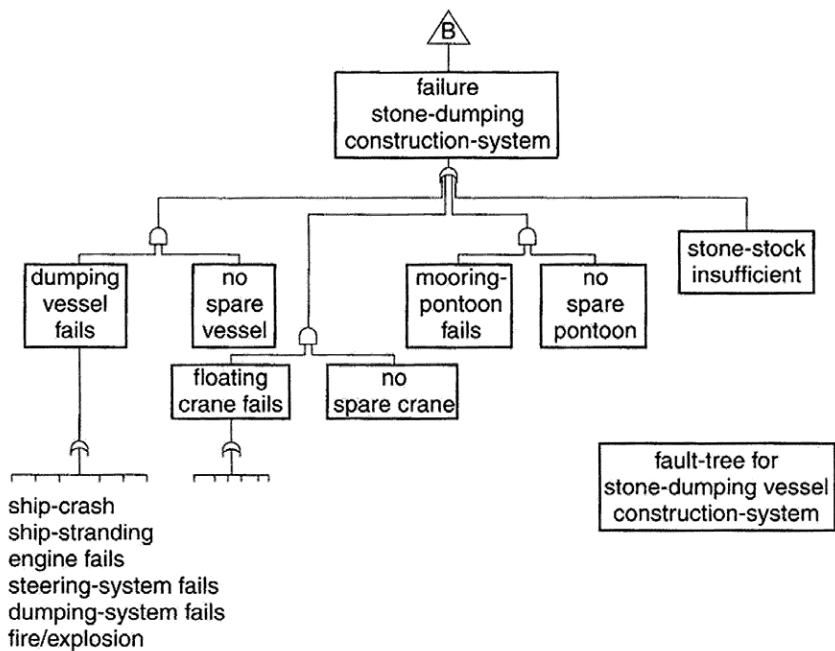 B
failure
stone-dumping
construction-system
dumping
vessel
fails
no
spare
vessel
mooring-
pontoon
fails
no
spare
pontoon
stone-stock
insufficient
floating
crane fails
no
spare crane
fault-tree for
stone-dumping vessel
construction-system
ship-crash
ship-stranding
engine fails
steering-system fails
dumping-system fails
fire/explosion